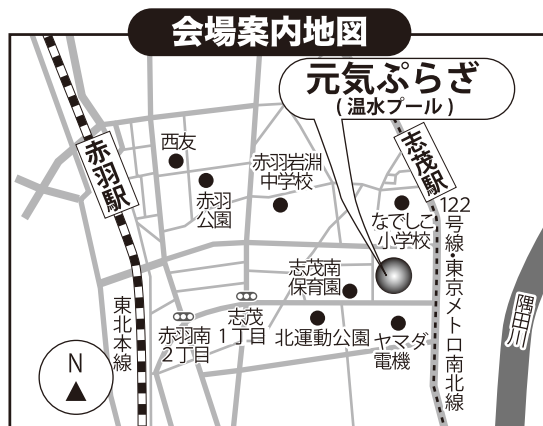 会場案内地図
元気ぷらざ
(温水プール)
赤羽駅
西友
赤羽
公園
赤羽岩淵
中学校
志茂駅
なでしこ
小学校
122号線・東京メトロ南北線
志茂南
保育園
東北本線
赤羽南
2丁目
志茂
1丁目
北運動公園
ヤマダ
電機
隅田川
N